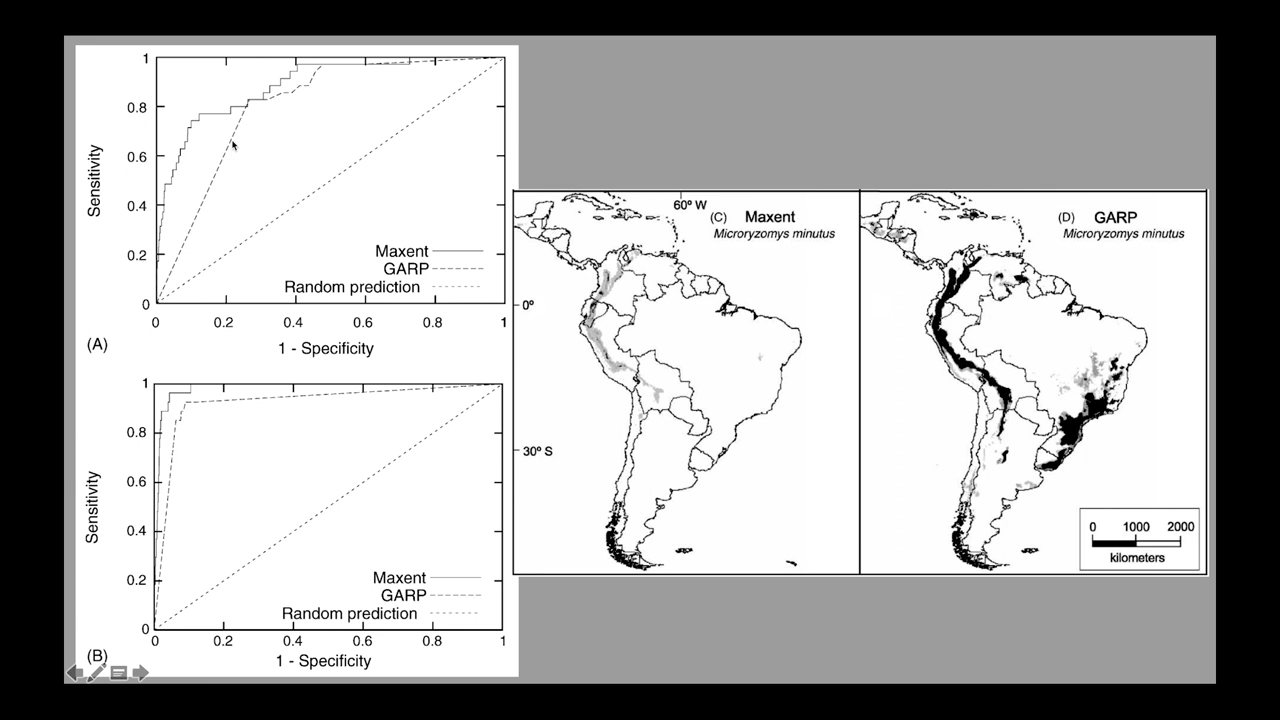 1
0.8
0.6
0.4
0.2
0
Sensitivity
Maxent
GARP
Random prediction
0 0.2 0.4 0.6 0.8 1
1 - Specificity
(A)
1
0.8
0.6
0.4
0.2
0
Sensitivity
Maxent
GARP
Random prediction
0 0.2 0.4 0.6 0.8 1
1 - Specificity
(B)
60º W
0º
30º S
(C) Maxent
Microryzomys minutus
(D) GARP
Microryzomys minutus
0 1000 2000
kilometers